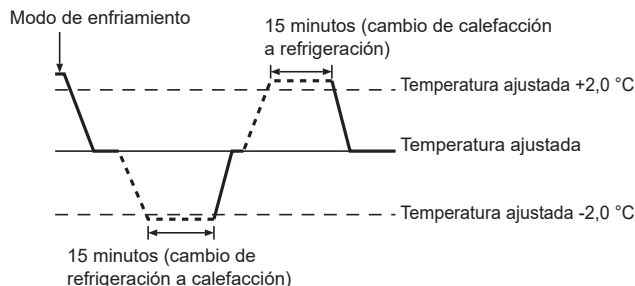 Modo de enfriamiento
15 minutos (cambio de calefacción
a refrigeración)
Temperatura ajustada +2,0 °C
Temperatura ajustada
Temperatura ajustada -2,0 °C
15 minutos (cambio de
refrigeración a calefacción)